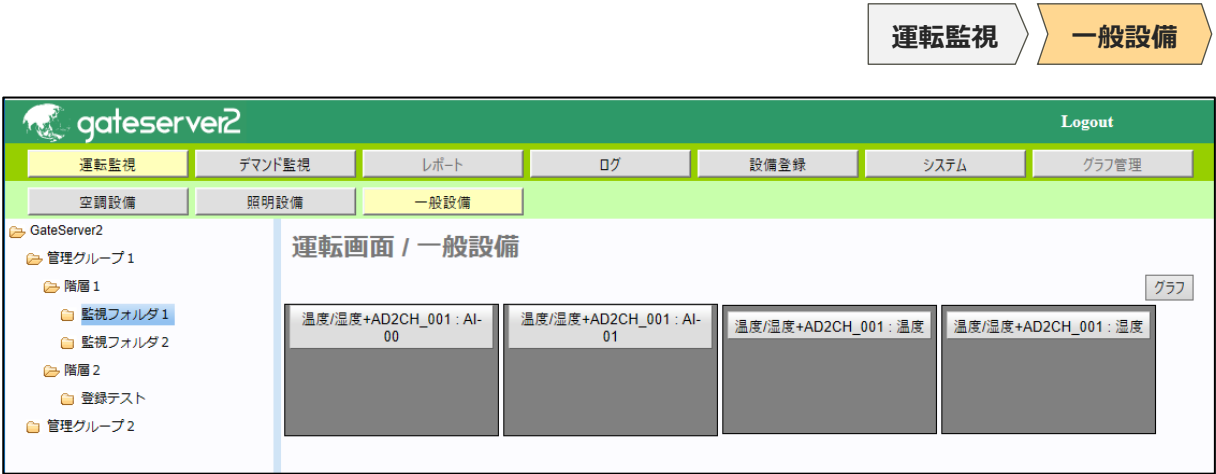 運転監視 一般設備
gateserver2 Logout
運転監視 デマンド監視 レポート ログ 設備登録 システム グラフ管理
空調設備 照明設備 一般設備
GateServer2
管理グループ1
階層1
監視フォルダ1
監視フォルダ2
階層2
登録テスト
管理グループ2
運転画面 / 一般設備
グラフ
温度/湿度+AD2CH_001 : AI-
00
温度/湿度+AD2CH_001 : AI-
01
温度/湿度+AD2CH_001 : 温度
温度/湿度+AD2CH_001 : 湿度